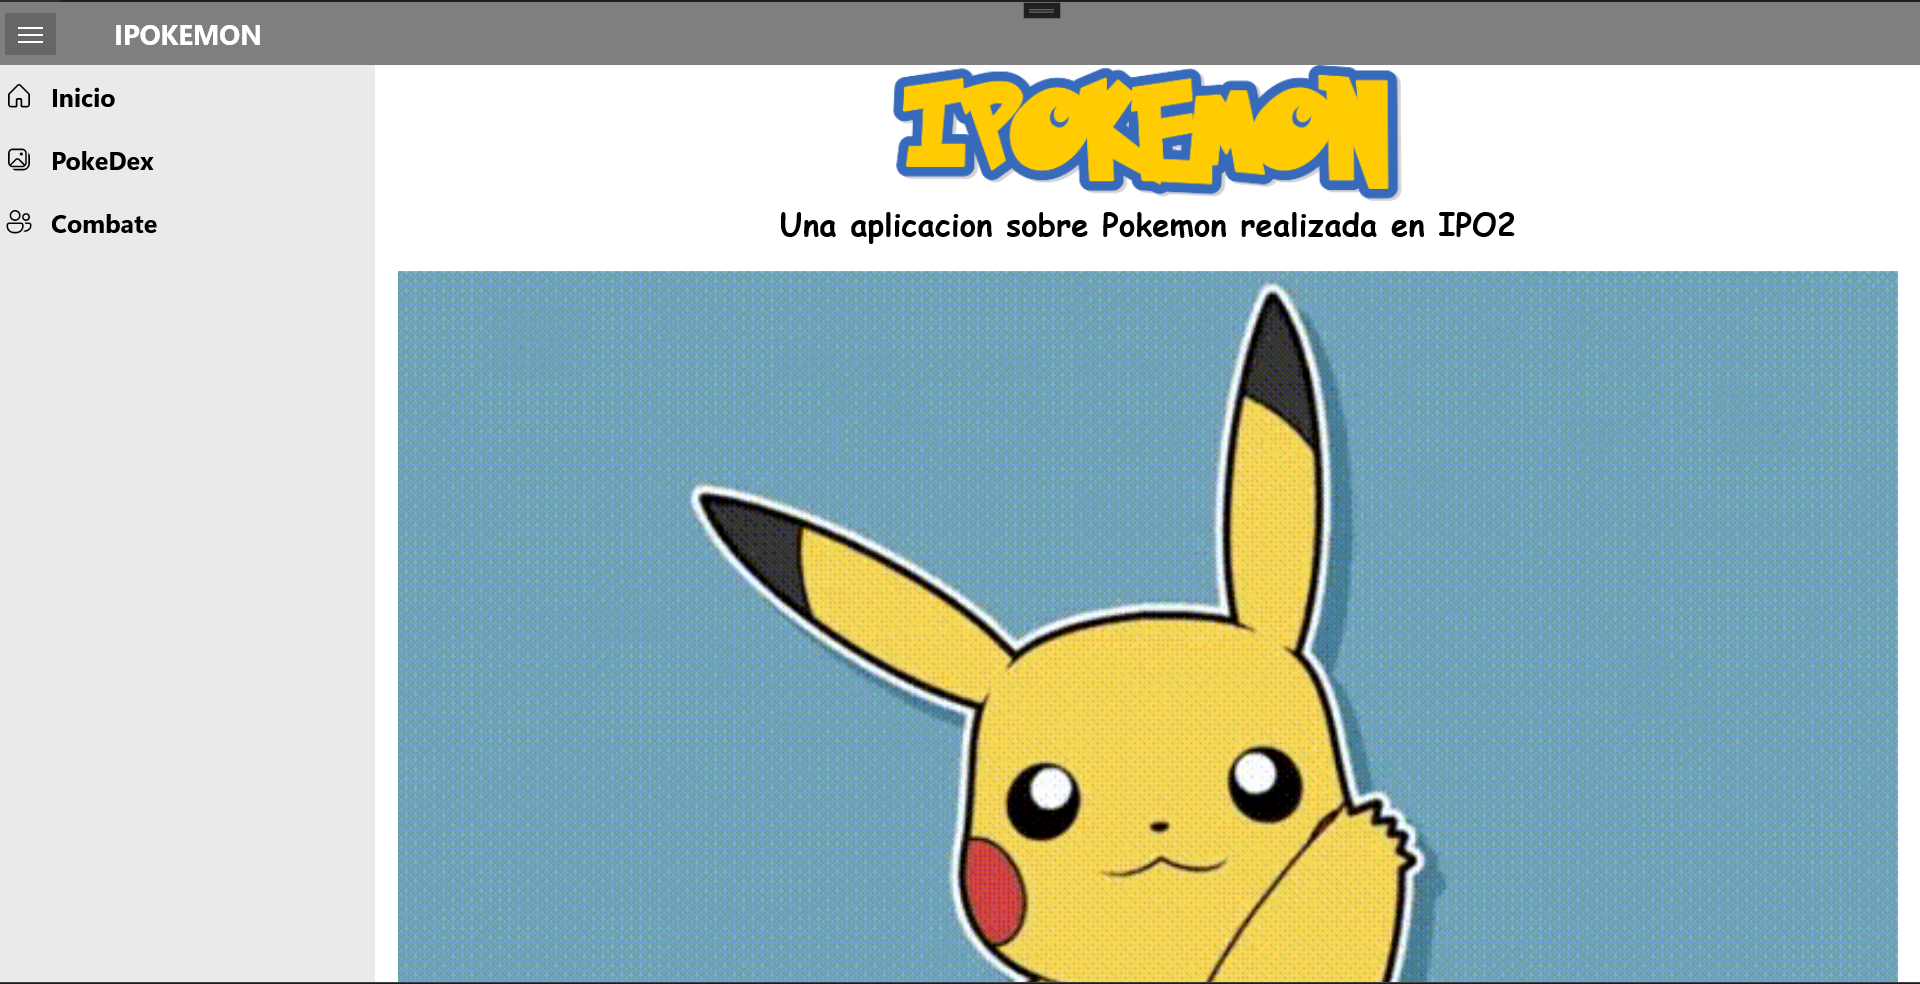 IPOKEMON
Inicio
PokeDex
Combate
IPOKEMON
Una aplicacion sobre Pokemon realizada en IPO2